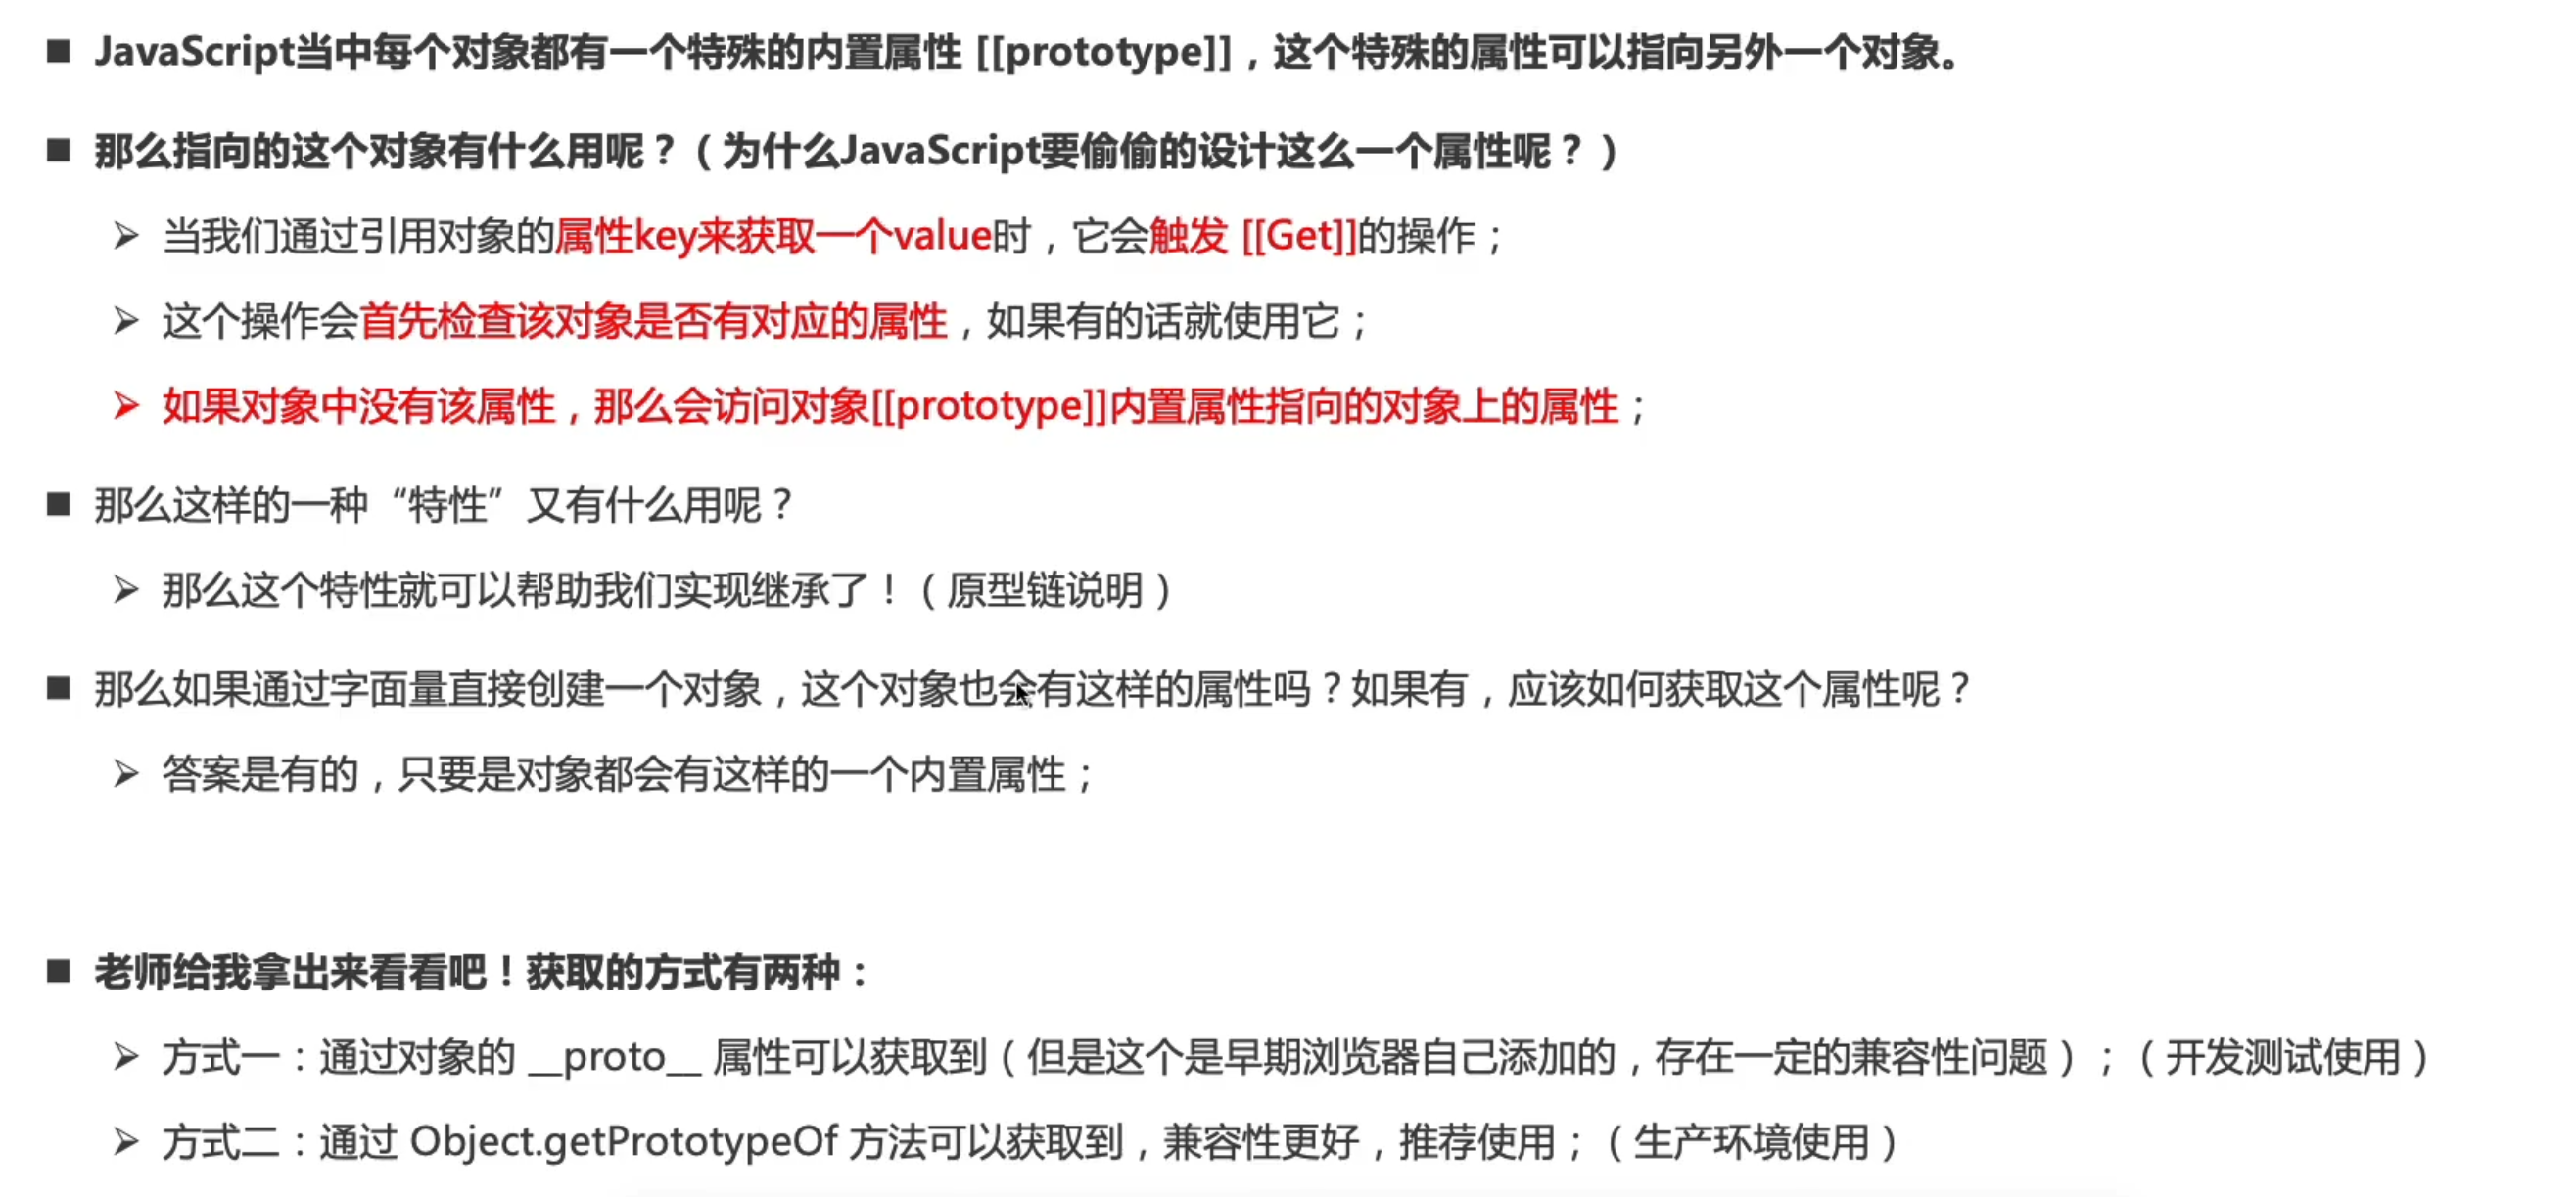 ■ JavaScript当中每个对象都有一个特殊的内置属性 [[prototype]]，这个特殊的属性可以指向另外一个对象。
■ 那么指向的这个对象有什么用呢？（为什么JavaScript要偷偷的设计这么一个属性呢？）
➢ 当我们通过引用对象的属性key来获取一个value时，它会触发 [[Get]]的操作；
➢ 这个操作会首先检查该对象是否有对应的属性，如果有的话就使用它；
➢ 如果对象中没有该属性，那么会访问对象[[prototype]]内置属性指向的对象上的属性；
■ 那么这样的一种“特性”又有什么用呢？
➢ 那么这个特性就可以帮助我们实现继承了！（原型链说明）
■ 那么如果通过字面量直接创建一个对象，这个对象也会有这样的属性吗？如果有，应该如何获取这个属性呢？
➢ 答案是有的，只要是对象都会有这样的一个内置属性；
■ 老师给我拿出来看看吧！获取的方式有两种：
➢ 方式一：通过对象的 __proto__ 属性可以获取到（但是这个是早期浏览器自己添加的，存在一定的兼容性问题）；（开发测试使用）
➢ 方式二：通过 Object.getPrototypeOf 方法可以获取到，兼容性更好，推荐使用；（生产环境使用）